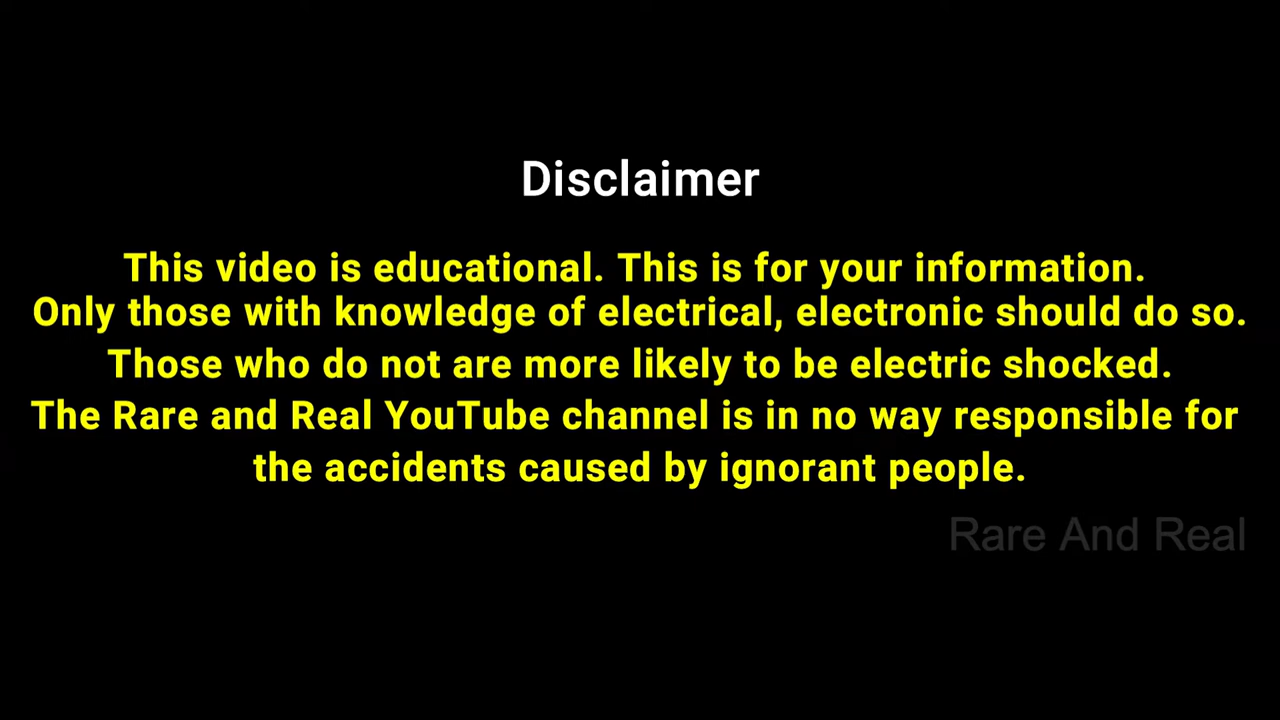 Disclaimer
This video is educational. This is for your information.
Only those with knowledge of electrical, electronic should do so.
Those who do not are more likely to be electric shocked.
The Rare and Real YouTube channel is in no way responsible for
the accidents caused by ignorant people.
Rare And Real